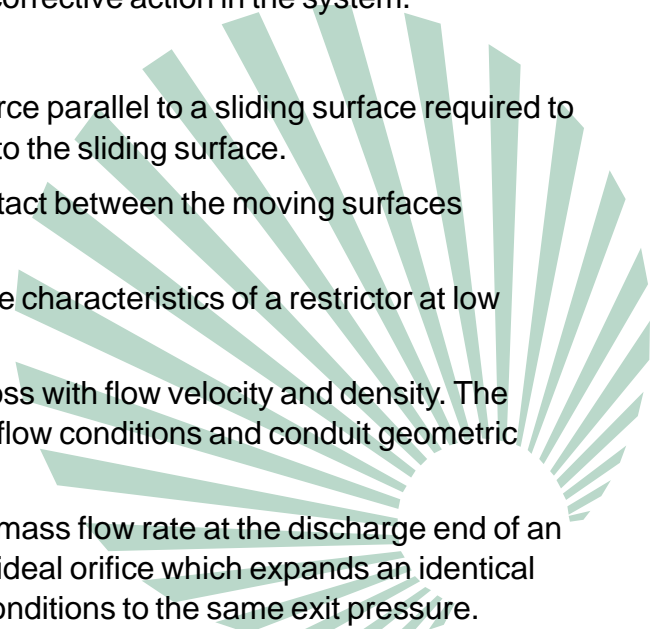 corrective action in the system.
rce parallel to a sliding surface required to
to the sliding surface.
tact between the moving surfaces
e characteristics of a restrictor at low
oss with flow velocity and density. The
flow conditions and conduit geometric
mass flow rate at the discharge end of an
ideal orifice which expands an identical
onditions to the same exit pressure.